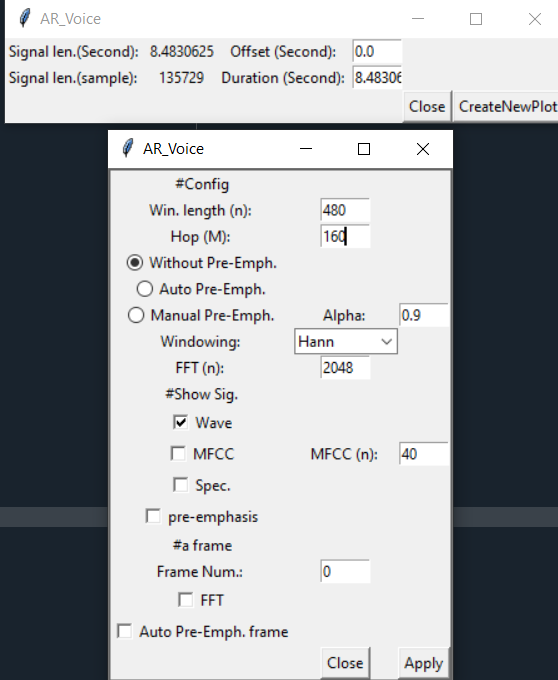 AR_Voice
Signal len.(Second): 8.4830625 Offset (Second): 0.0
Signal len.(sample): 135729 Duration (Second): 8.48306
Close CreateNewPlot
AR_Voice
#Config
Win. length (n): 480
Hop (M): 160
Without Pre-Emph.
Auto Pre-Emph.
Manual Pre-Emph. Alpha: 0.9
Windowing: Hann
FFT (n): 2048
#Show Sig.
Wave
MFCC MFCC (n): 40
Spec.
pre-emphasis
#a frame
Frame Num.: 0
FFT
Auto Pre-Emph. frame
Close Apply